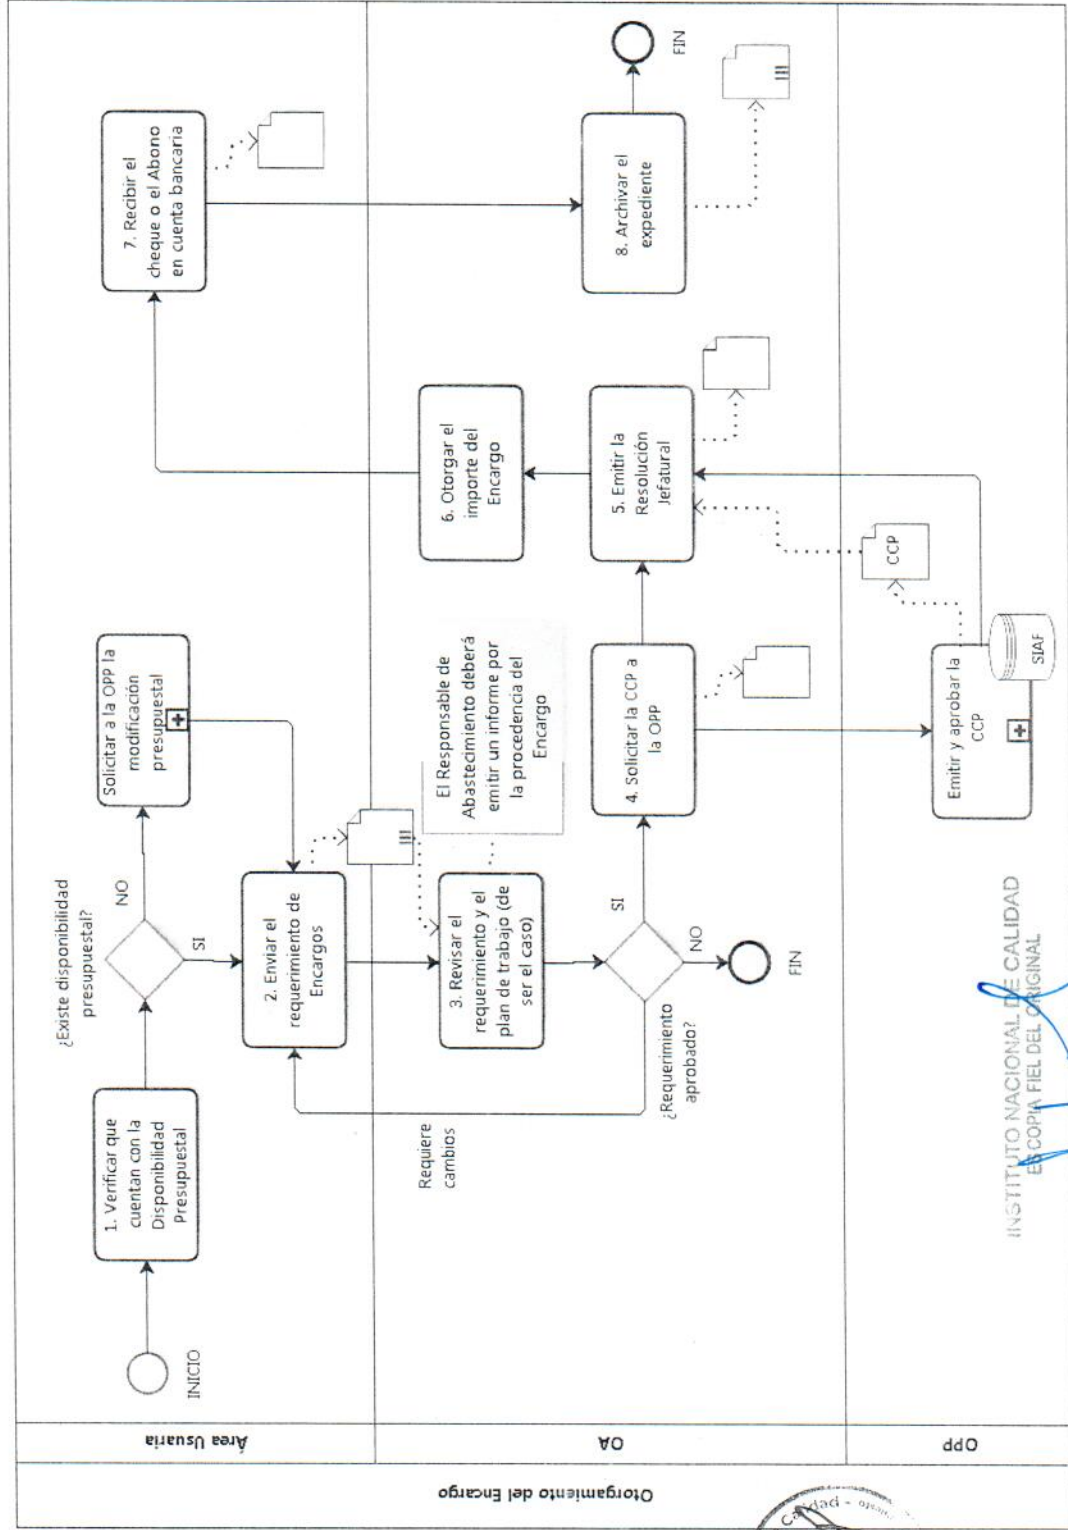 Otorgamiento del Encargo
Área Usuaria
OA
OPP
INICIO
1. Verificar que
cuentan con la
Disponibilidad
Presupuestal
¿Existe disponibilidad
presupuestal?
NO
SI
Solicitar a la OPP la
modificación
presupuestal
2. Enviar el
requerimiento de
Encargos
7. Recibir el
cheque o el Abono
en cuenta bancaria
Requiere
cambios
3. Revisar el
requerimiento y el
plan de trabajo (de
ser el caso)
El Responsable de
Abastecimiento deberá
emitir un informe por
la procedencia del
Encargo
¿Requerimiento
aprobado?
SI
NO
FIN
4. Solicitar la CCP a
la OPP
5. Emitir la
Resolución
Jefatural
6. Otorgar el
importe del
Encargo
8. Archivar el
expediente
FIN
Emitir y aprobar la
CCP
SIAF
CCP
INSTITUTO NACIONAL DE CALIDAD
ES COPIA FIEL DEL ORIGINAL
Calidad -